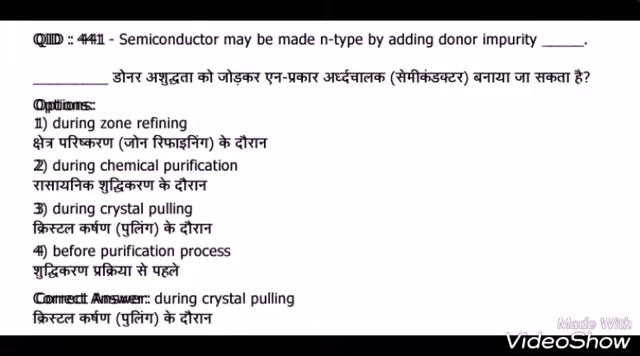 QID :: 441 - Semiconductor may be made n-type by adding donor impurity _____.
_________ डोनर अशुद्धता को जोड़कर एन-प्रकार अर्ध्दचालक (सेमीकंडक्टर) बनाया जा सकता है?
Options:
1) during zone refining
क्षेत्र परिष्करण (जोन रिफाइनिंग) के दौरान
2) during chemical purification
रासायनिक शुद्धिकरण के दौरान
3) during crystal pulling
क्रिस्टल कर्षण (पुलिंग) के दौरान
4) before purification process
शुद्धिकरण प्रक्रिया से पहले
Correct Answer: during crystal pulling
क्रिस्टल कर्षण (पुलिंग) के दौरान
Made With
VideoShow